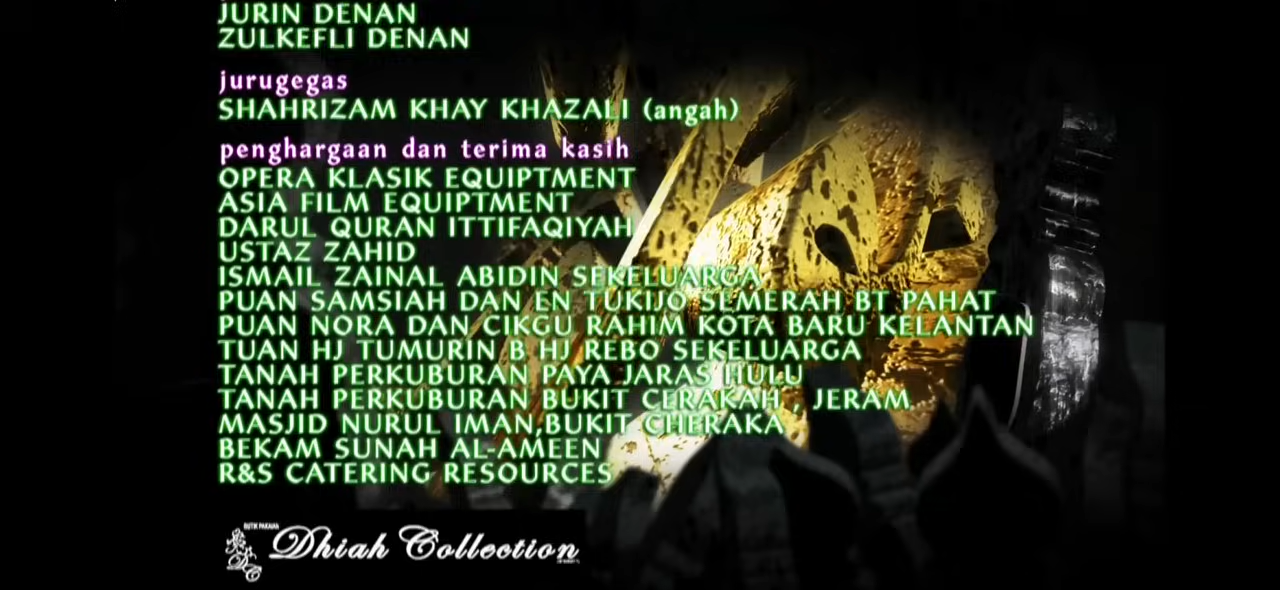 JURIN DENAN
ZULKEFLI DENAN
jurugegas
SHAHRIZAM KHAY KHAZALI (angah)
penghargaan dan terima kasih
OPERA KLASIK EQUIPTMENT
ASIA FILM EQUIPTMENT
DARUL QURAN ITTIFAQIYAH
USTAZ ZAHID
ISMAIL ZAINAL ABIDIN SEKELUARGA
PUAN SAMSIAH DAN EN TUKIJO SEMERAH BT PAHAT
PUAN NORA DAN CIKGU RAHIM KOTA BARU KELANTAN
TUAN HJ TUMURIN B HJ REBO SEKELUARGA
TANAH PERKUBURAN PAYA JARAS HULU
TANAH PERKUBURAN BUKIT CERAKAH , JERAM
MASJID NURUL IMAN,BUKIT CHERAKA
BEKAM SUNAH AL-AMEEN
R&S CATERING RESOURCES
BUTIK PAKAIAN
Dhiah Collection